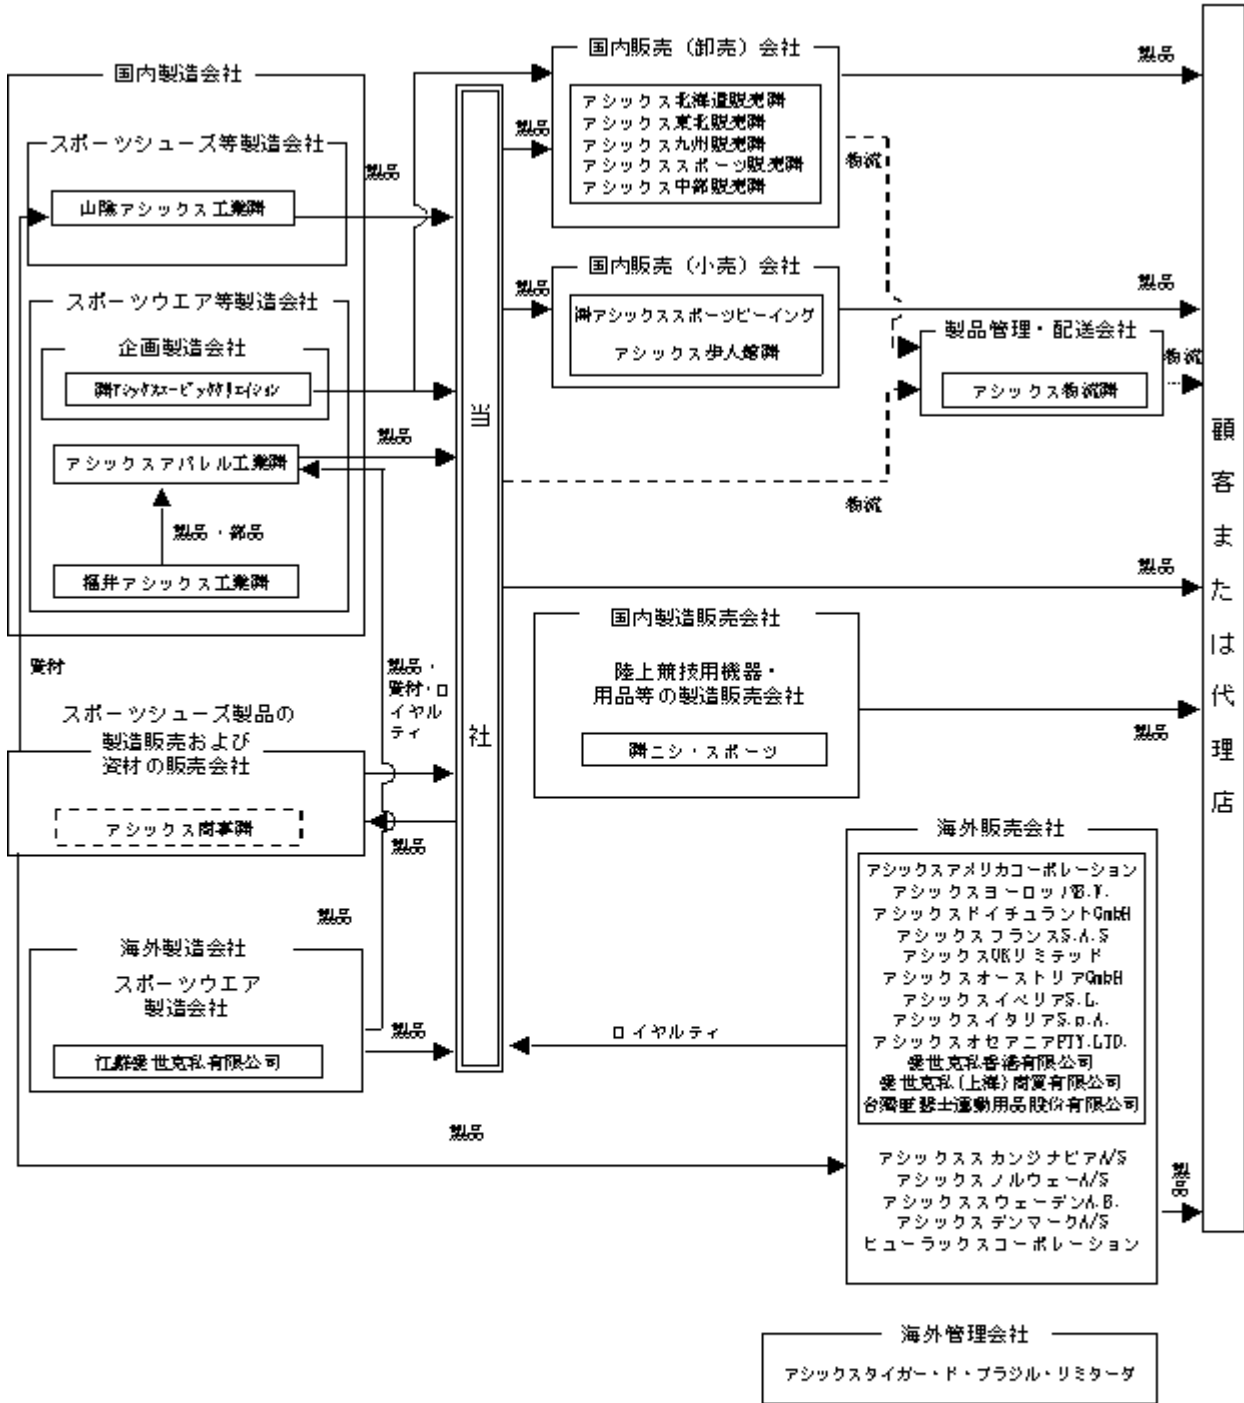 国内製造会社
スポーツシューズ等製造会社
山陰アシックス工業㈱
製品
スポーツウエア等製造会社
企画製造会社
㈱アシックスエービッククリエイション
アシックスアパレル工業㈱
製品
製品・部品
福井アシックス工業㈱
資材
製品・
資材・ロ
イヤル
ティ
スポーツシューズ製品の
製造販売および
資材の販売会社
アシックス商事㈱
製品
製品
海外製造会社
スポーツウエア
製造会社
江蘇愛世克私有限公司
製品
製品
当
社
国内販売（卸売）会社
アシックス北海道販売㈱
アシックス東北販売㈱
アシックス九州販売㈱
アシックススポーツ販売㈱
アシックス中部販売㈱
製品
製品
物流
国内販売（小売）会社
㈱アシックススポーツビーイング
アシックス歩人館㈱
製品
製品
製品管理・配送会社
アシックス物流㈱
物流
物流
製品
国内製造販売会社
陸上競技用機器・
用品等の製造販売会社
㈱ニシ・スポーツ
製品
海外販売会社
アシックスアメリカコーポレーション
アシックスヨーロッパB.V.
アシックスドイチュラントGmbH
アシックスフランスS.A.S
アシックスUKリミテッド
アシックスオーストリアGmbH
アシックスイベリアS.L.
アシックスイタリアS.p.A.
アシックスオセアニアPTY.LTD.
愛世克私香港有限公司
愛世克私(上海)商貿有限公司
台灣亞瑟士運動用品股份有限公司
アシックススカンジナビアA/S
アシックスノルウェーA/S
アシックススウェーデンA.B.
アシックスデンマークA/S
ヒューラックスコーポレーション
ロイヤルティ
製品
海外管理会社
アシックスタイガー・ド・ブラジル・リミターダ
顧客または代理店